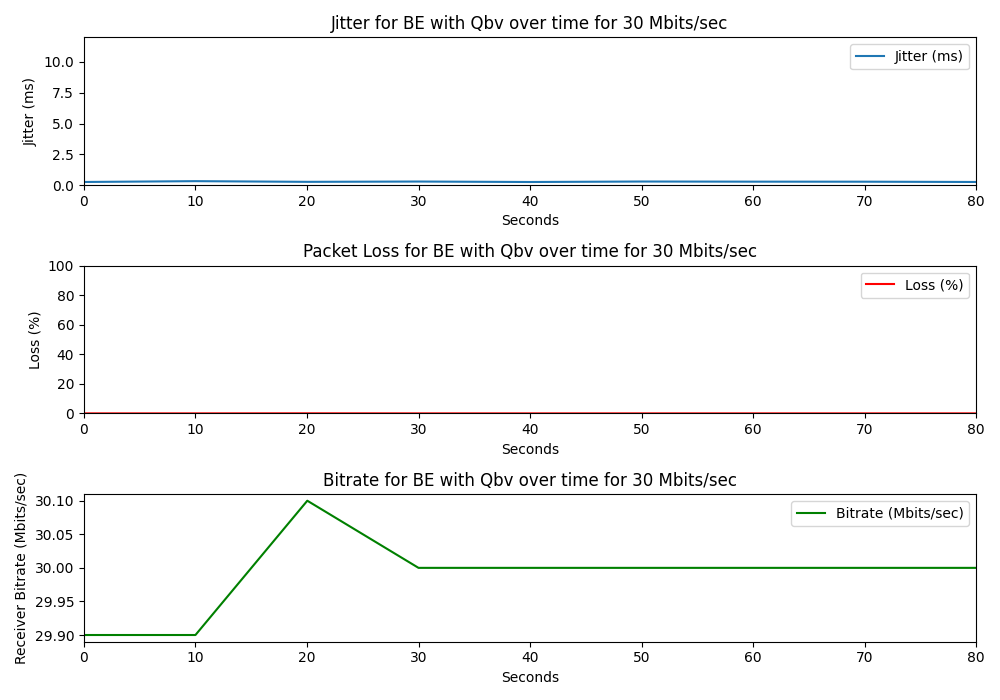 Jitter for BE with Qbv over time for 30 Mbits/sec
10.0
7.5
5.0
2.5
0.0
Jitter (ms)
Jitter (ms)
0 10 20 30 40 50 60 70 80
Seconds
Packet Loss for BE with Qbv over time for 30 Mbits/sec
100
80
60
40
20
0
Loss (%)
Loss (%)
0 10 20 30 40 50 60 70 80
Seconds
Bitrate for BE with Qbv over time for 30 Mbits/sec
30.10
30.05
30.00
29.95
29.90
Receiver Bitrate (Mbits/sec)
Bitrate (Mbits/sec)
0 10 20 30 40 50 60 70 80
Seconds